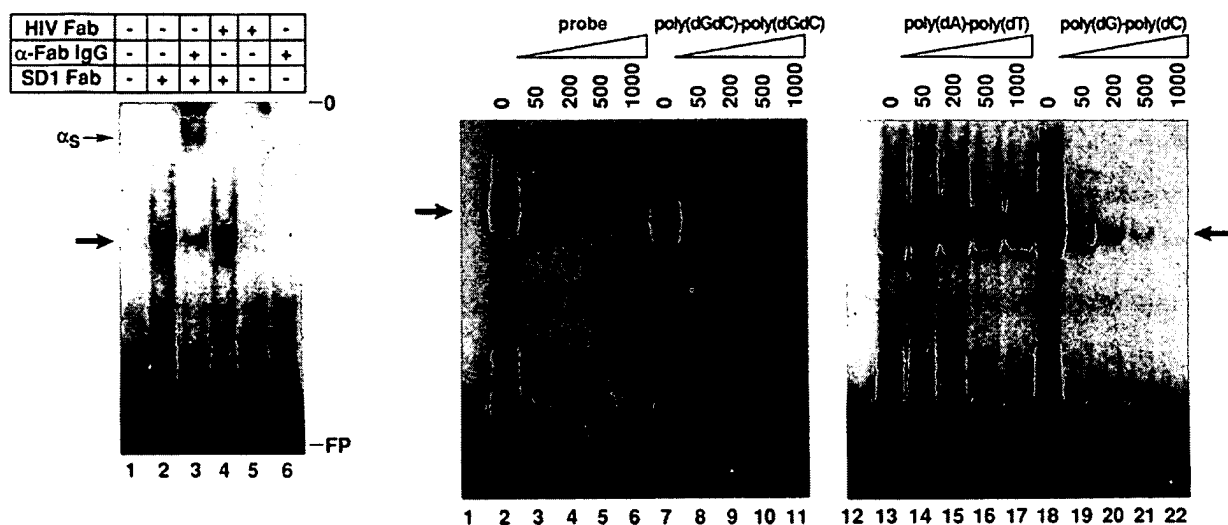 HIV Fab - - - + + -
α-Fab IgG - - + - - +
SD1 Fab - + + + - -
-0
αS→
-FP
1 2 3 4 5 6
probe poly(dGdC)-poly(dGdC)
0 50 200 500 1000 0 50 200 500 1000
1 2 3 4 5 6 7 8 9 10 11
poly(dA)-poly(dT) poly(dG)-poly(dC)
0 50 200 500 1000 0 50 200 500 1000
12 13 14 15 16 17 18 19 20 21 22